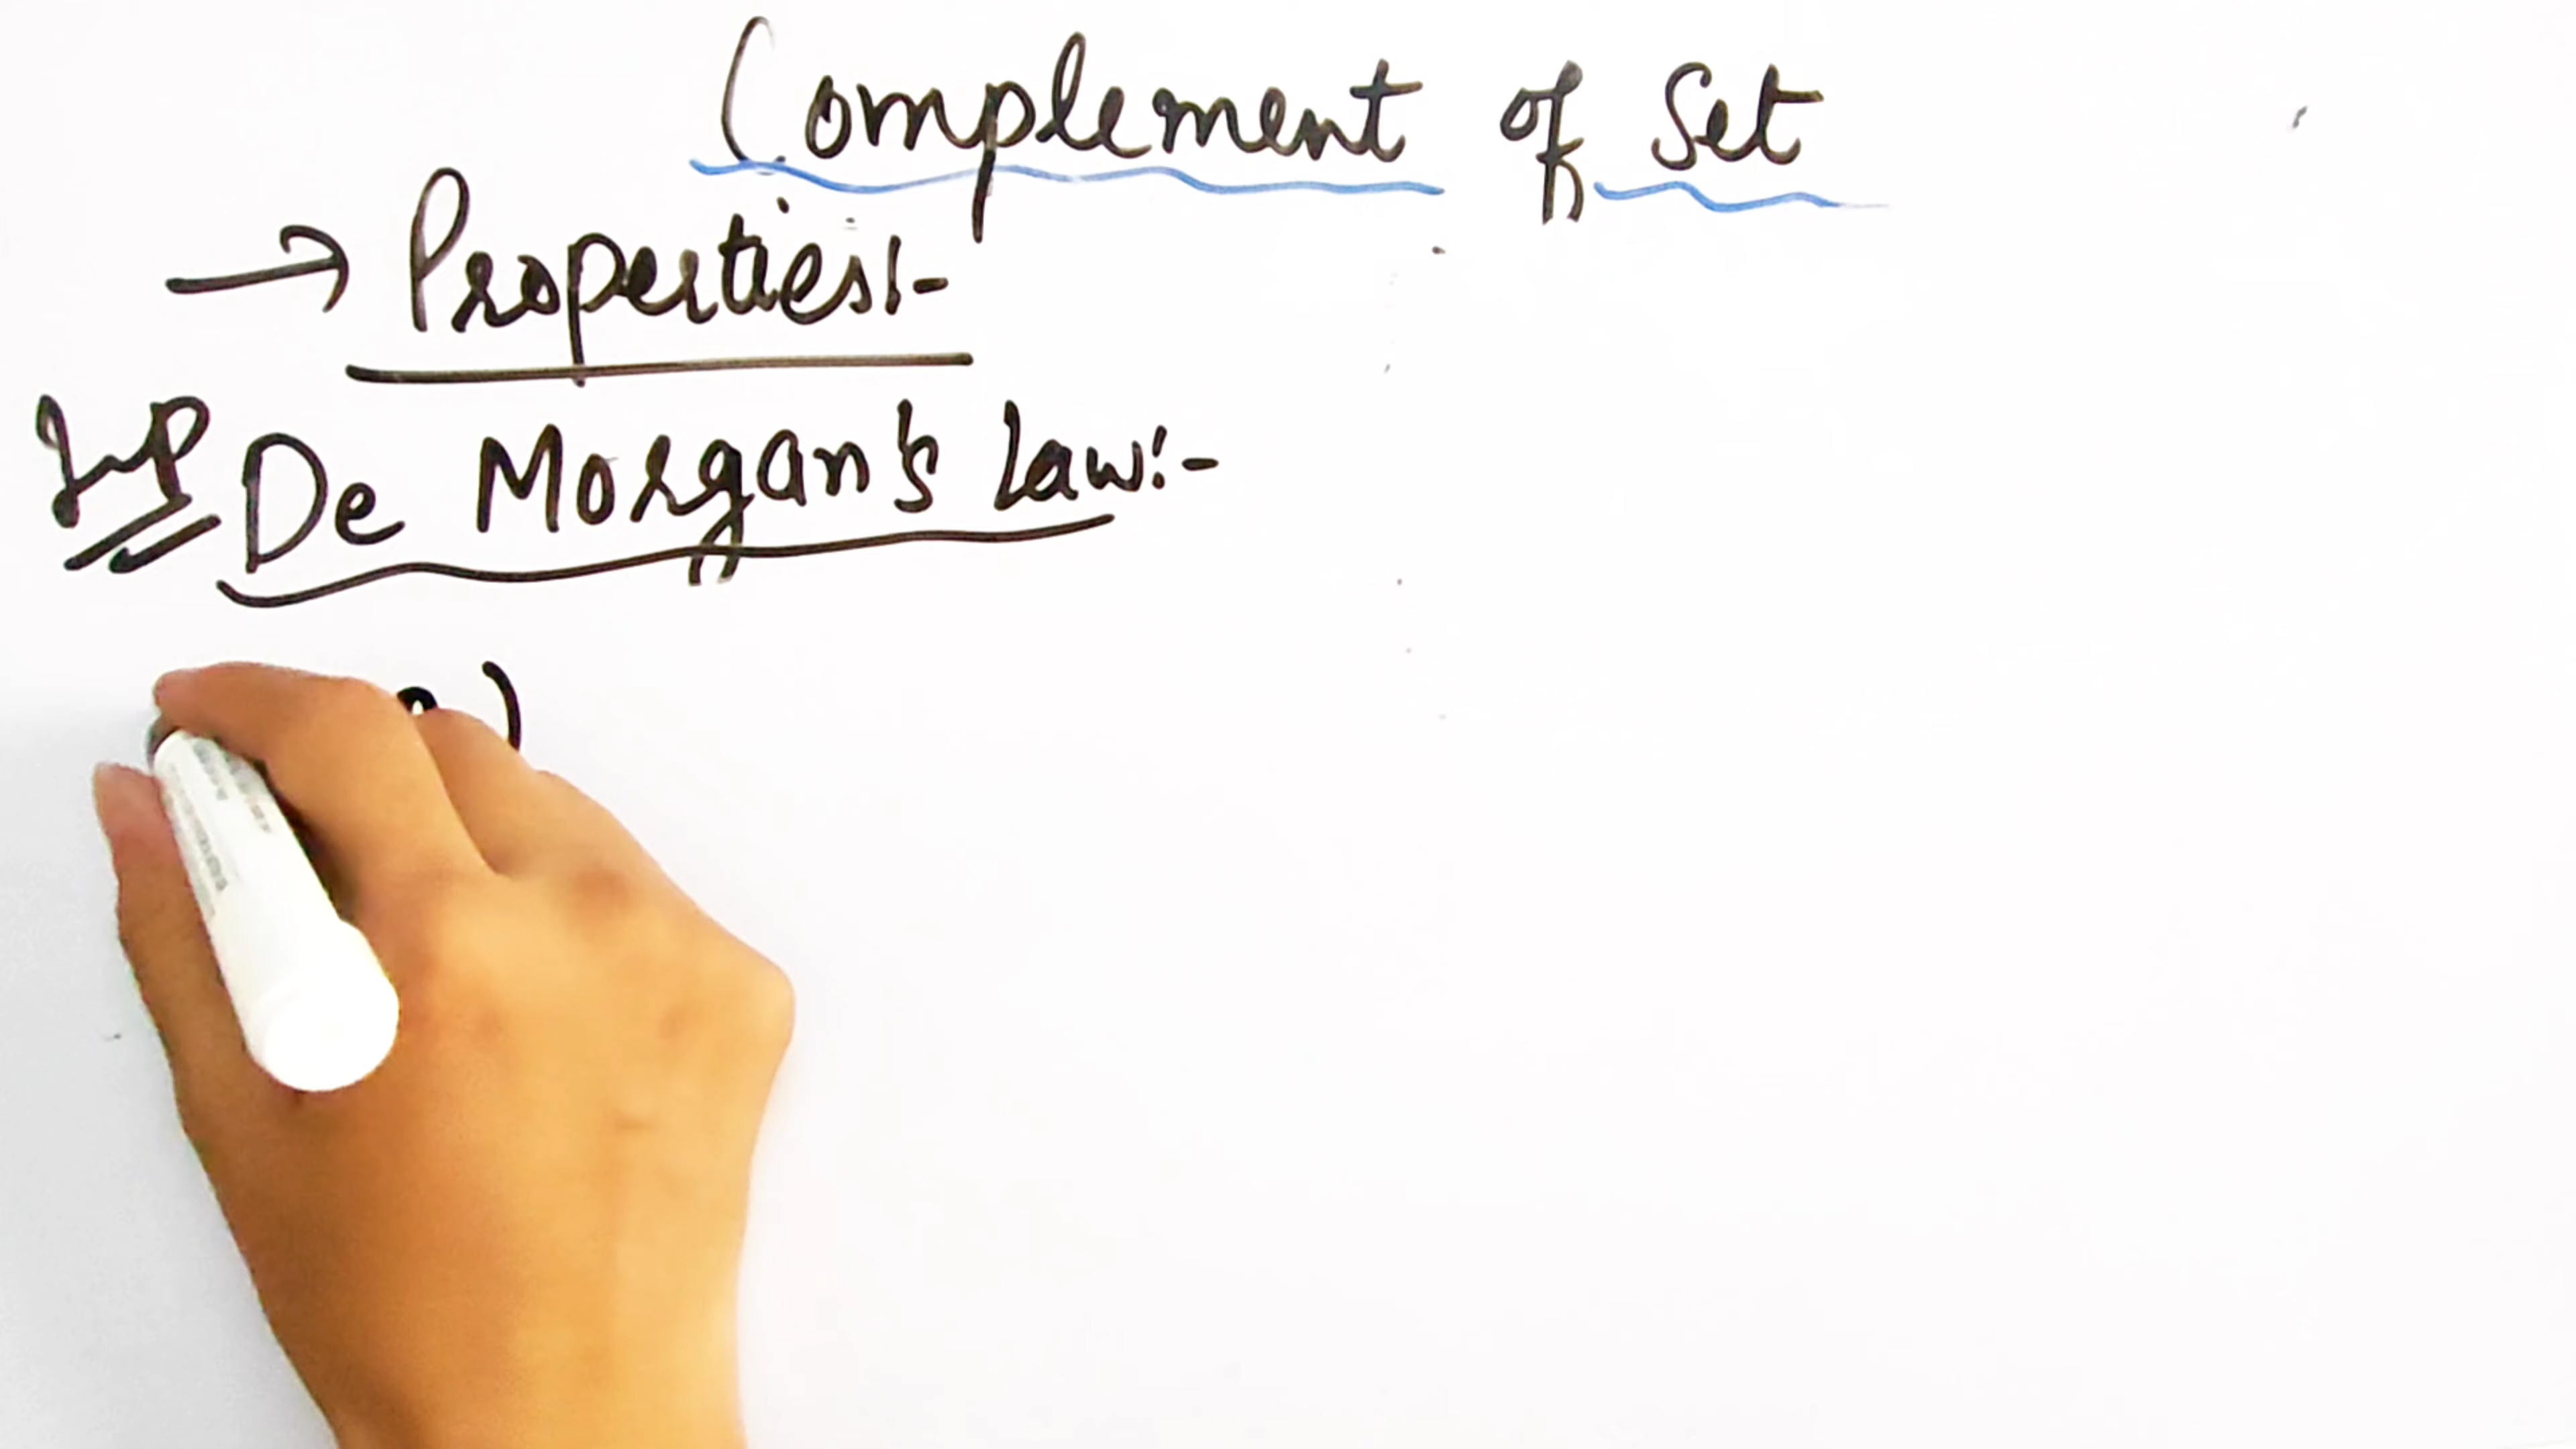 Complement of Set
→ Properties:-
Imp De Morgan's Law:-
)